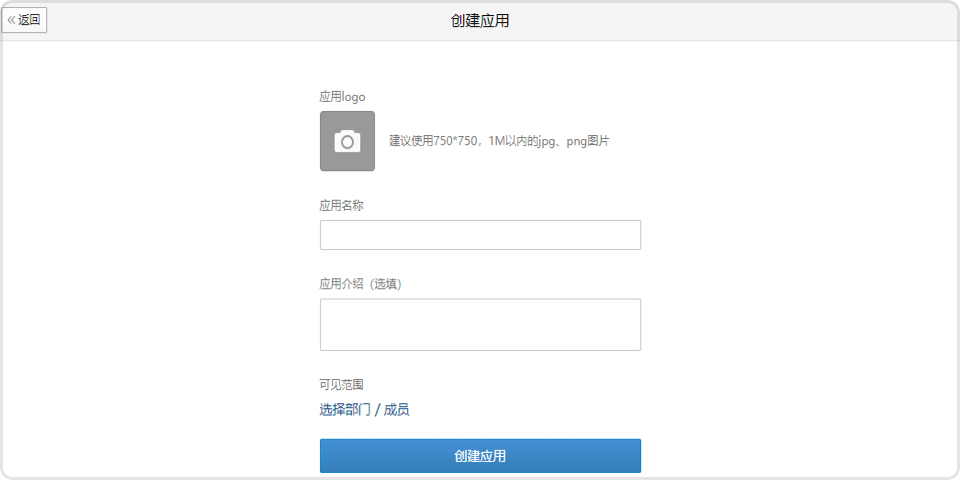 返回
创建应用
应用logo
建议使用750*750，1M以内的jpg、png图片
应用名称
应用介绍（选填）
可见范围
选择部门 / 成员
创建应用